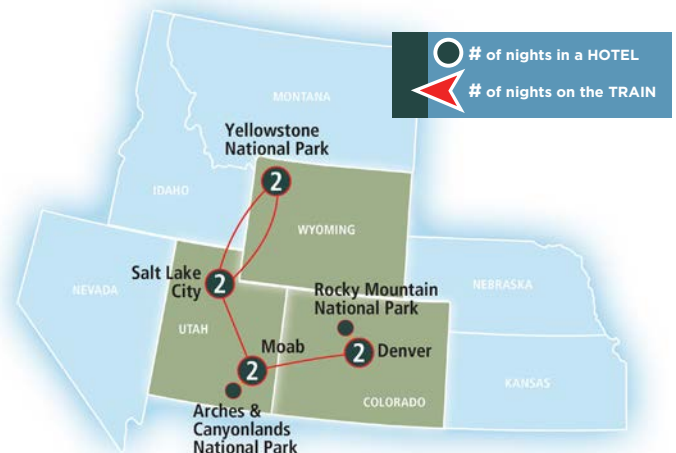 # of nights in a HOTEL
# of nights on the TRAIN
MONTANA
Yellowstone
National Park
2
IDAHO
WYOMING
Salt Lake
City
2
NEVADA
NEBRASKA
Rocky Mountain
National Park
UTAH
Moab
2
2
Denver
KANSAS
COLORADO
Arches &
Canyonlands
National Park